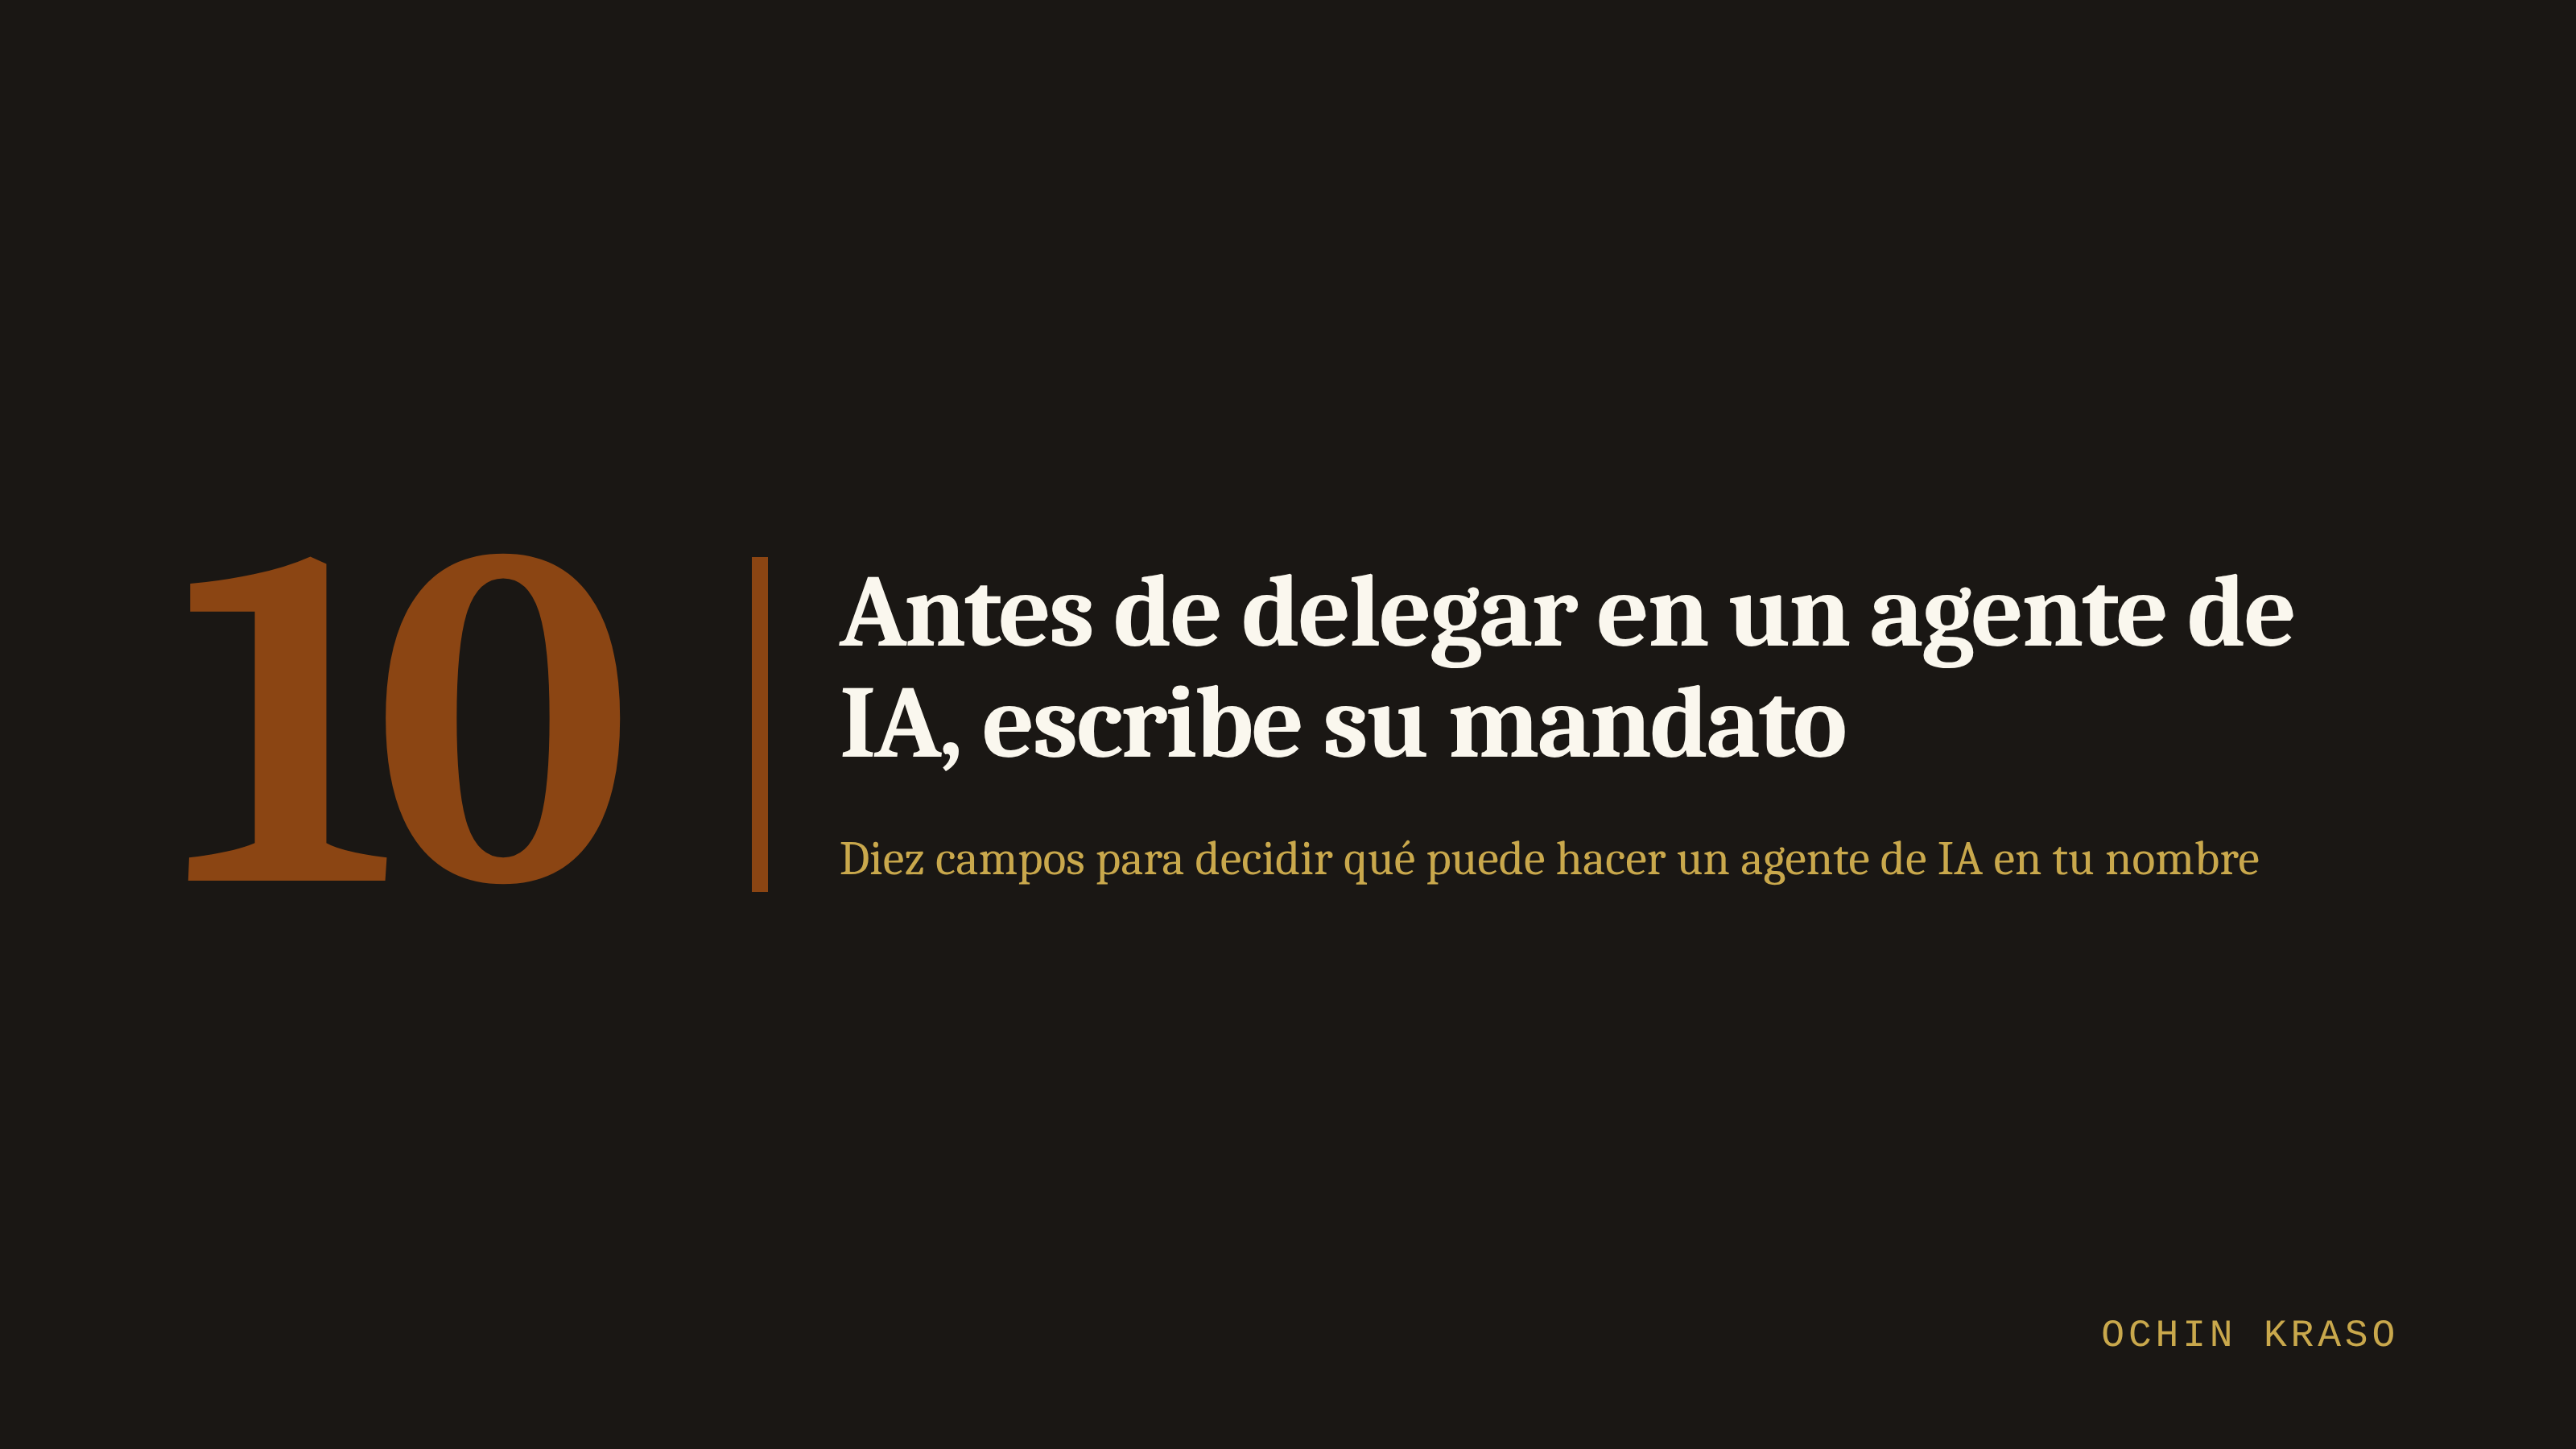 10
Antes de delegar en un agente de
IA, escribe su mandato
Diez campos para decidir qué puede hacer un agente de IA en tu nombre
OCHIN KRASO